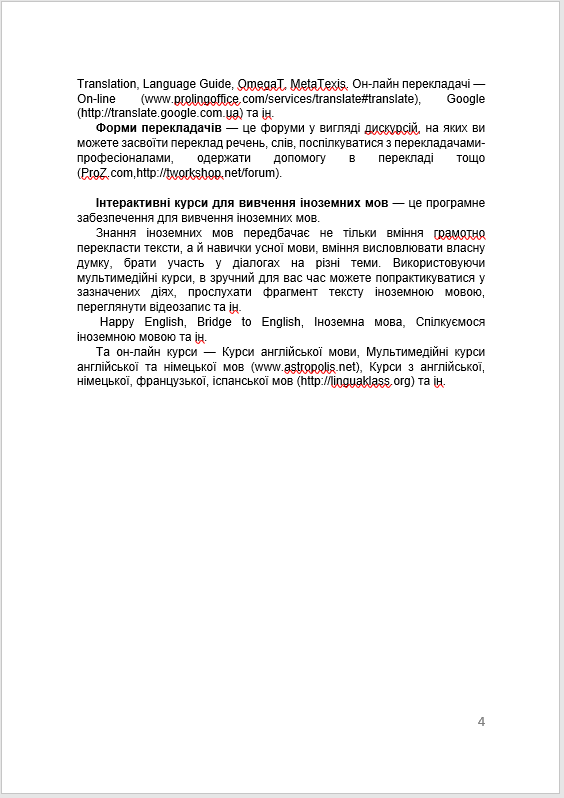 Translation, Language Guide, OmegaT, MetaTexis. Он-лайн перекладачі —
On-line (www.prolingoffice.com/services/translate#translate), Google
(http://translate.google.com.ua) та ін.
Форми перекладачів — це форуми у вигляді дискурсій, на яких ви
можете засвоїти переклад речень, слів, поспілкуватися з перекладачами-
професіоналами, одержати допомогу в перекладі тощо
(ProZ.com,http://tworkshop.net/forum).
Інтерактивні курси для вивчення іноземних мов — це програмне
забезпечення для вивчення іноземних мов.
Знання іноземних мов передбачає не тільки вміння грамотно
перекласти тексти, а й навички усної мови, вміння висловлювати власну
думку, брати участь у діалогах на різні теми. Використовуючи
мультимедійні курси, в зручний для вас час можете попрактикуватися у
зазначених діях, прослухати фрагмент тексту іноземною мовою,
переглянути відеозапис та ін.
Happy English, Bridge to English, Іноземна мова, Спілкуємося
іноземною мовою та ін.
Та он-лайн курси — Курси англійської мови, Мультимедійні курси
англійської та німецької мов (www.astropolis.net), Курси з англійської,
німецької, французької, іспанської мов (http://linguaklass.org) та ін.
4